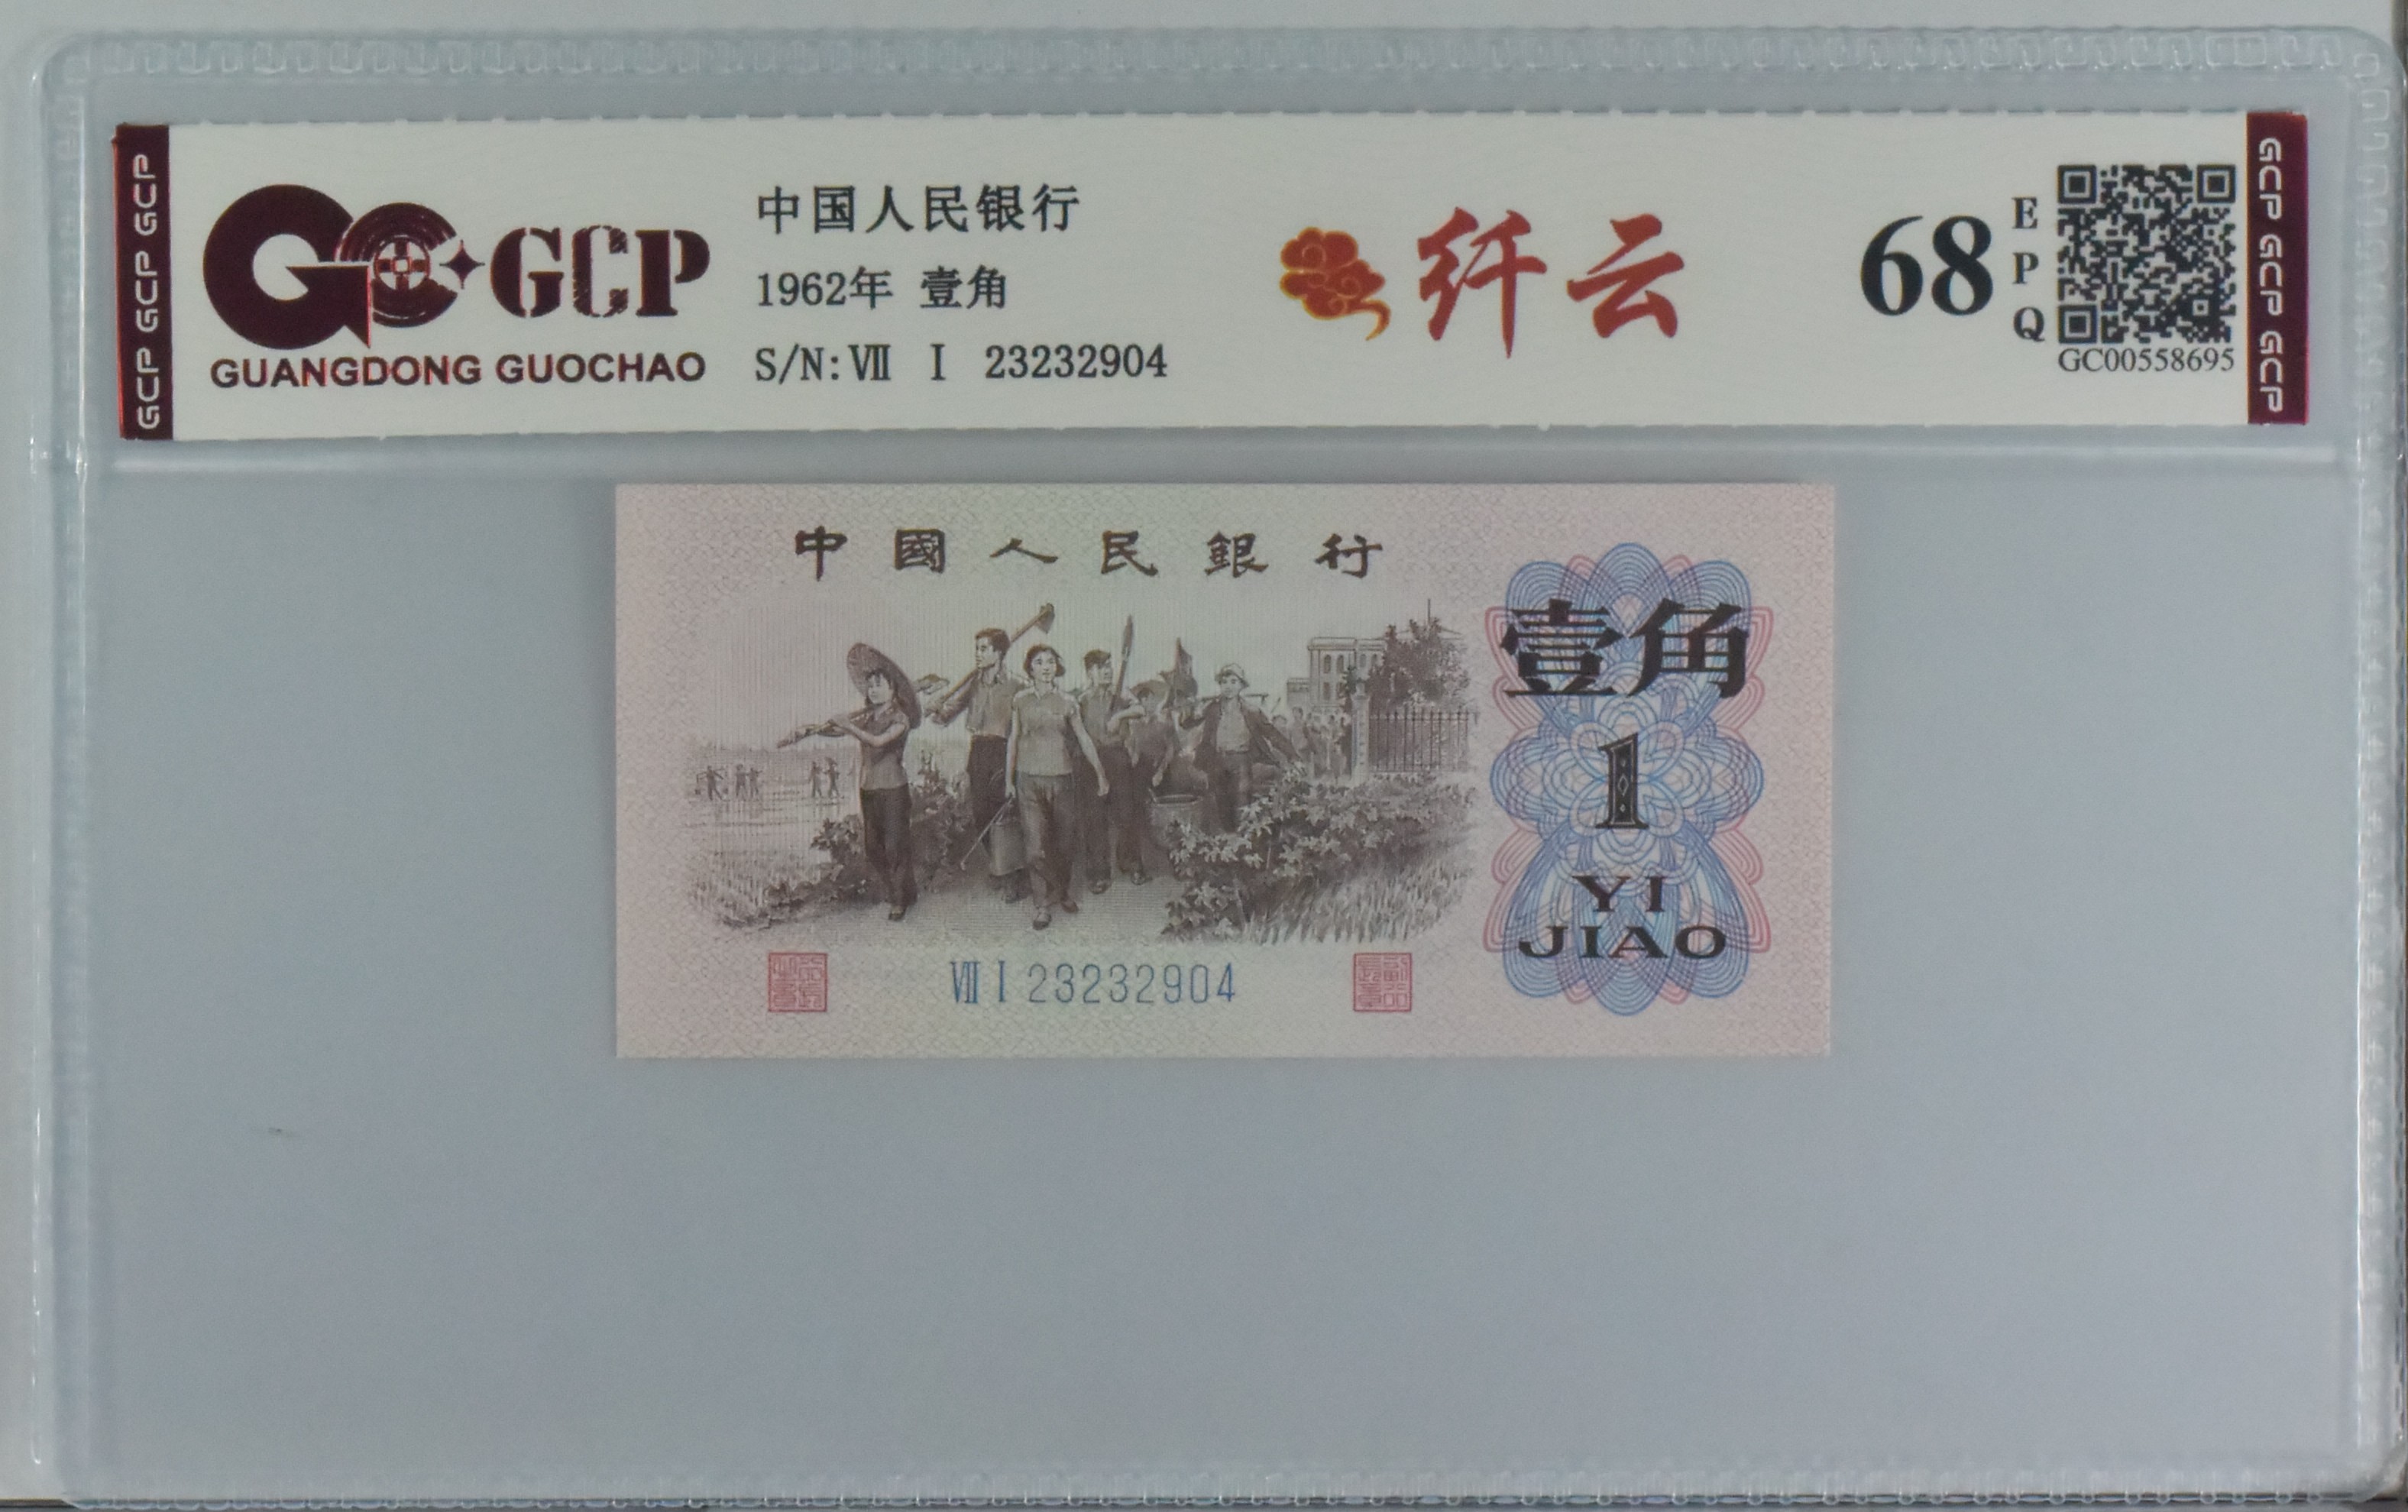 GCP GCP GCP
GCP
GUANGDONG GUOCHAO
中国人民银行
1962年 壹角
S/N:Ⅶ Ⅰ 23232904
纤云
68
EPQ
GC00558695
GCP GCP GCP
中國人民銀行
壹角
1
YI
JIAO
Ⅶ Ⅰ 23232904